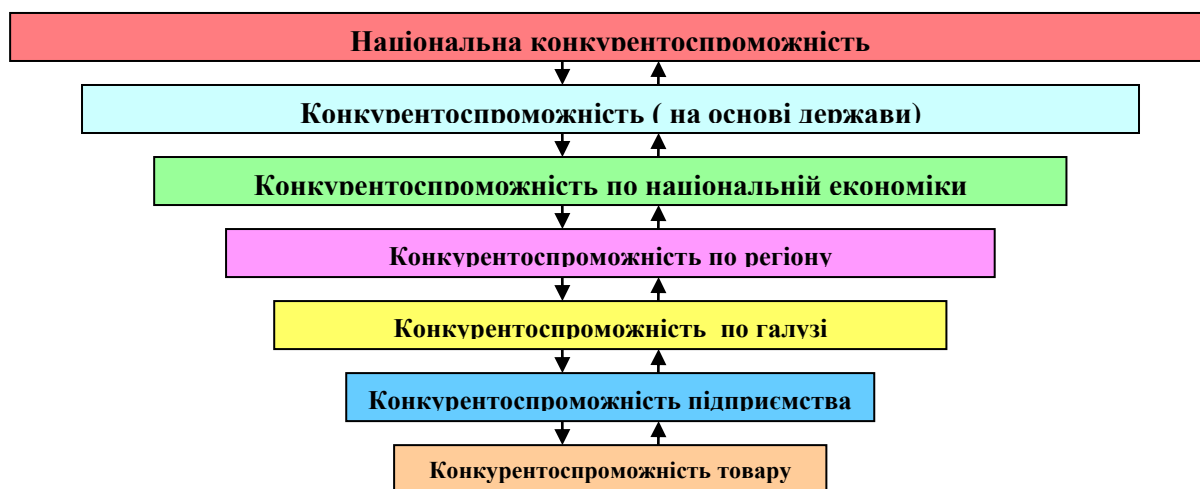 Національна конкурентоспроможність
Конкурентоспроможність ( на основі держави)
Конкурентоспроможність по національній економіки
Конкурентоспроможність по регіону
Конкурентоспроможність по галузі
Конкурентоспроможність підприємства
Конкурентоспроможність товару